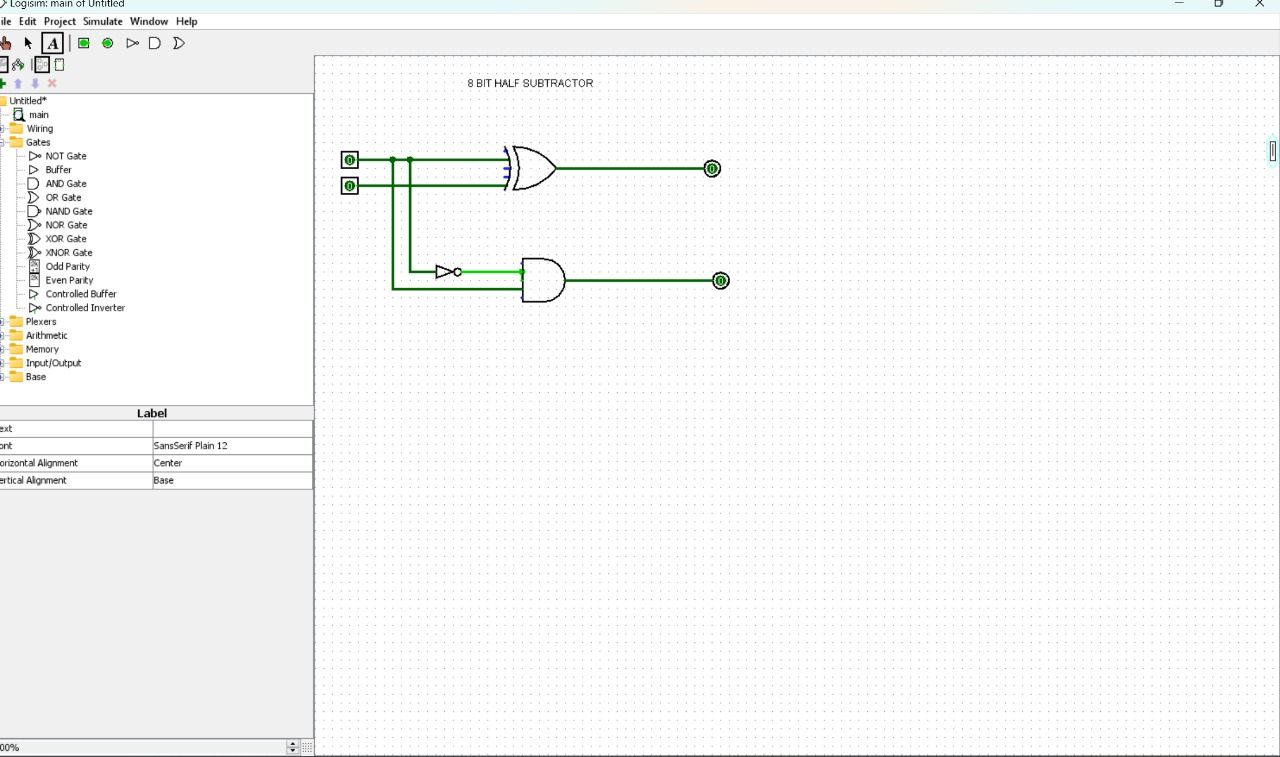 Logisim: main of Untitled
ile Edit Project Simulate Window Help
A
8 BIT HALF SUBTRACTOR
Untitled*
main
Wiring
Gates
NOT Gate
Buffer
AND Gate
OR Gate
NAND Gate
NOR Gate
XOR Gate
XNOR Gate
Odd Parity
Even Parity
Controlled Buffer
Controlled Inverter
Plexers
Arithmetic
Memory
Input/Output
Base
0
0
0
0
Label
ext
ont SansSerif Plain 12
orizontal Alignment Center
ertical Alignment Base
00%